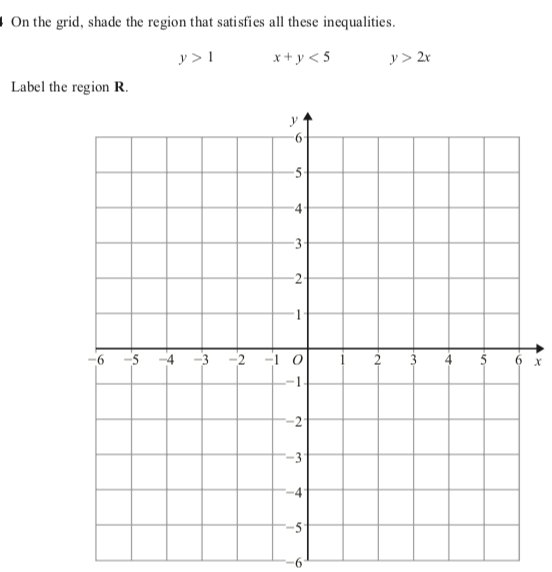 On the grid, shade the region that satisfies all these inequalities.
y > 1 x + y < 5 y > 2x
Label the region R.
y
6
5
4
3
2
1
-6 -5 -4 -3 -2 -1 O 1 2 3 4 5 6 x
-1
-2
-3
-4
-5
-6